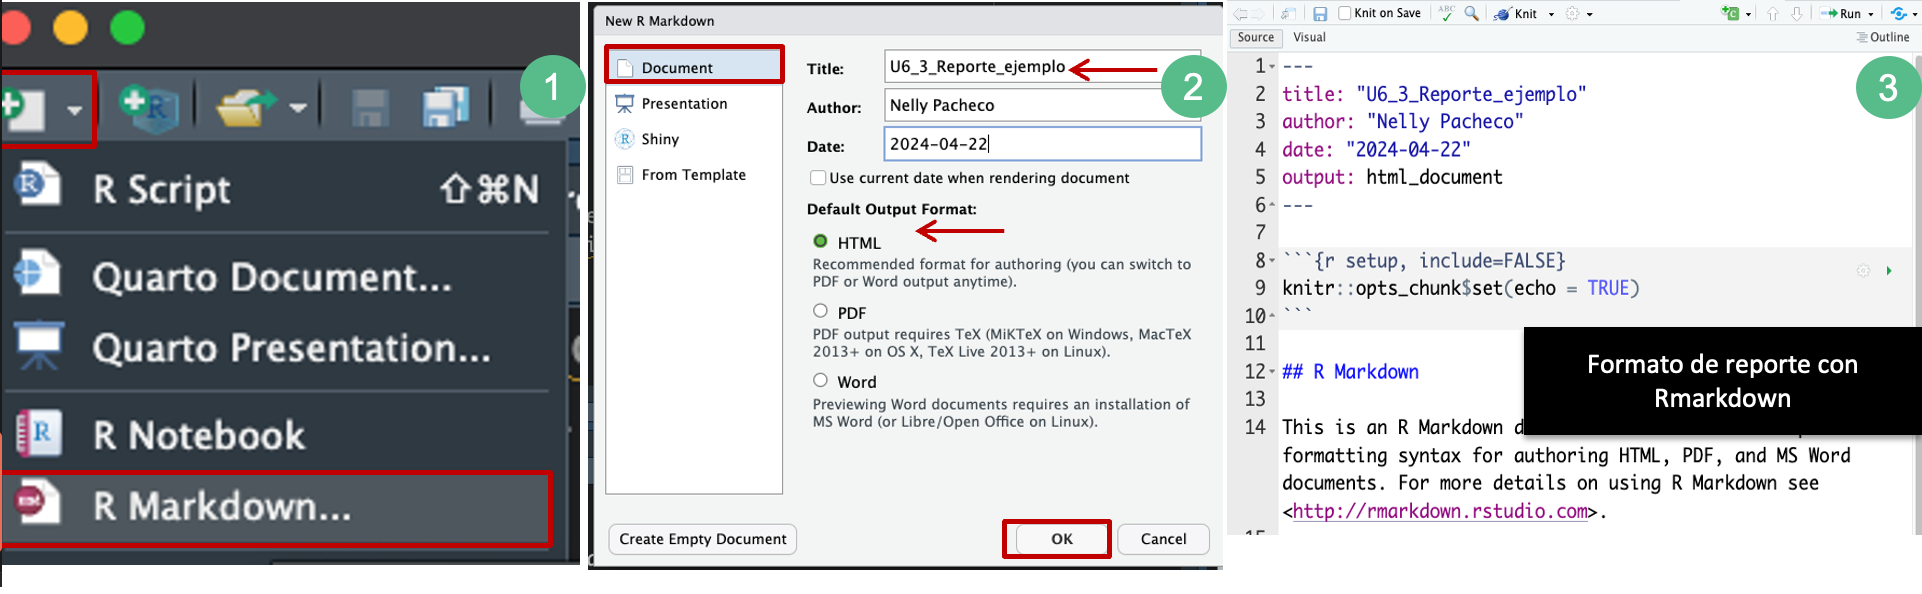 1
R Script ⇧⌘N
Quarto Document...
Quarto Presentation...
R Notebook
R Markdown...
New R Markdown
Document
Presentation
Shiny
From Template
Title: U6_3_Reporte_ejemplo
2
Author: Nelly Pacheco
Date: 2024-04-22
Use current date when rendering document
Default Output Format:
HTML
Recommended format for authoring (you can switch to
PDF or Word output anytime).
PDF
PDF output requires TeX (MiKTeX on Windows, MacTeX
2013+ on OS X, TeX Live 2013+ on Linux).
Word
Previewing Word documents requires an installation of
MS Word (or Libre/Open Office on Linux).
Create Empty Document
OK
Cancel
Knit on Save ABC Knit Run
Source Visual Outline
3
1 ---
2 title: "U6_3_Reporte_ejemplo"
3 author: "Nelly Pacheco"
4 date: "2024-04-22"
5 output: html_document
6 ---
7
8 ```{r setup, include=FALSE}
9 knitr::opts_chunk$set(echo = TRUE)
10 ```
11
12 ## R Markdown
13
14 This is an R Markdown
formatting syntax for authoring HTML, PDF, and MS Word
documents. For more details on using R Markdown see
<http://rmarkdown.rstudio.com>.
Formato de reporte con
Rmarkdown